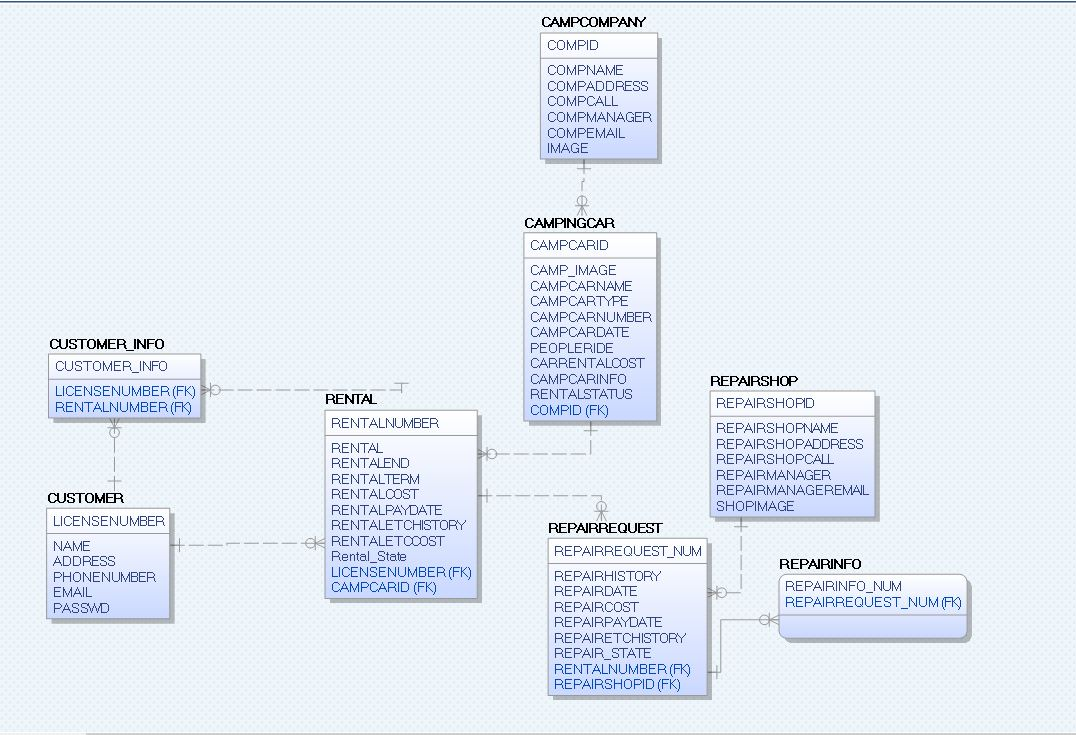 CAMPCOMPANY
COMPID
COMPNAME
COMPADDRESS
COMPCALL
COMPMANAGER
COMPEMAIL
IMAGE
CAMPINGCAR
CAMPCARID
CAMP_IMAGE
CAMPCARNAME
CAMPCARTYPE
CAMPCARNUMBER
CAMPCARDATE
PEOPLERIDE
CARRENTALCOST
CAMPCARINFO
RENTALSTATUS
COMPID (FK)
CUSTOMER_INFO
CUSTOMER_INFO
LICENSENUMBER (FK)
RENTALNUMBER (FK)
RENTAL
RENTALNUMBER
RENTAL
RENTALEND
RENTALTERM
RENTALCOST
RENTALPAYDATE
RENTALETCHISTORY
RENTALETCCOST
Rental_State
LICENSENUMBER (FK)
CAMPCARID (FK)
REPAIRSHOP
REPAIRSHOPID
REPAIRSHOPNAME
REPAIRSHOPADDRESS
REPAIRSHOPCALL
REPAIRMANAGER
REPAIRMANAGEREMAIL
SHOPIMAGE
CUSTOMER
LICENSENUMBER
NAME
ADDRESS
PHONENUMBER
EMAIL
PASSWD
REPAIRREQUEST
REPAIRREQUEST_NUM
REPAIRHISTORY
REPAIRDATE
REPAIRCOST
REPAIRPAYDATE
REPAIRETCHISTORY
REPAIR_STATE
RENTALNUMBER (FK)
REPAIRSHOPID (FK)
REPAIRINFO
REPAIRINFO_NUM
REPAIRREQUEST_NUM (FK)